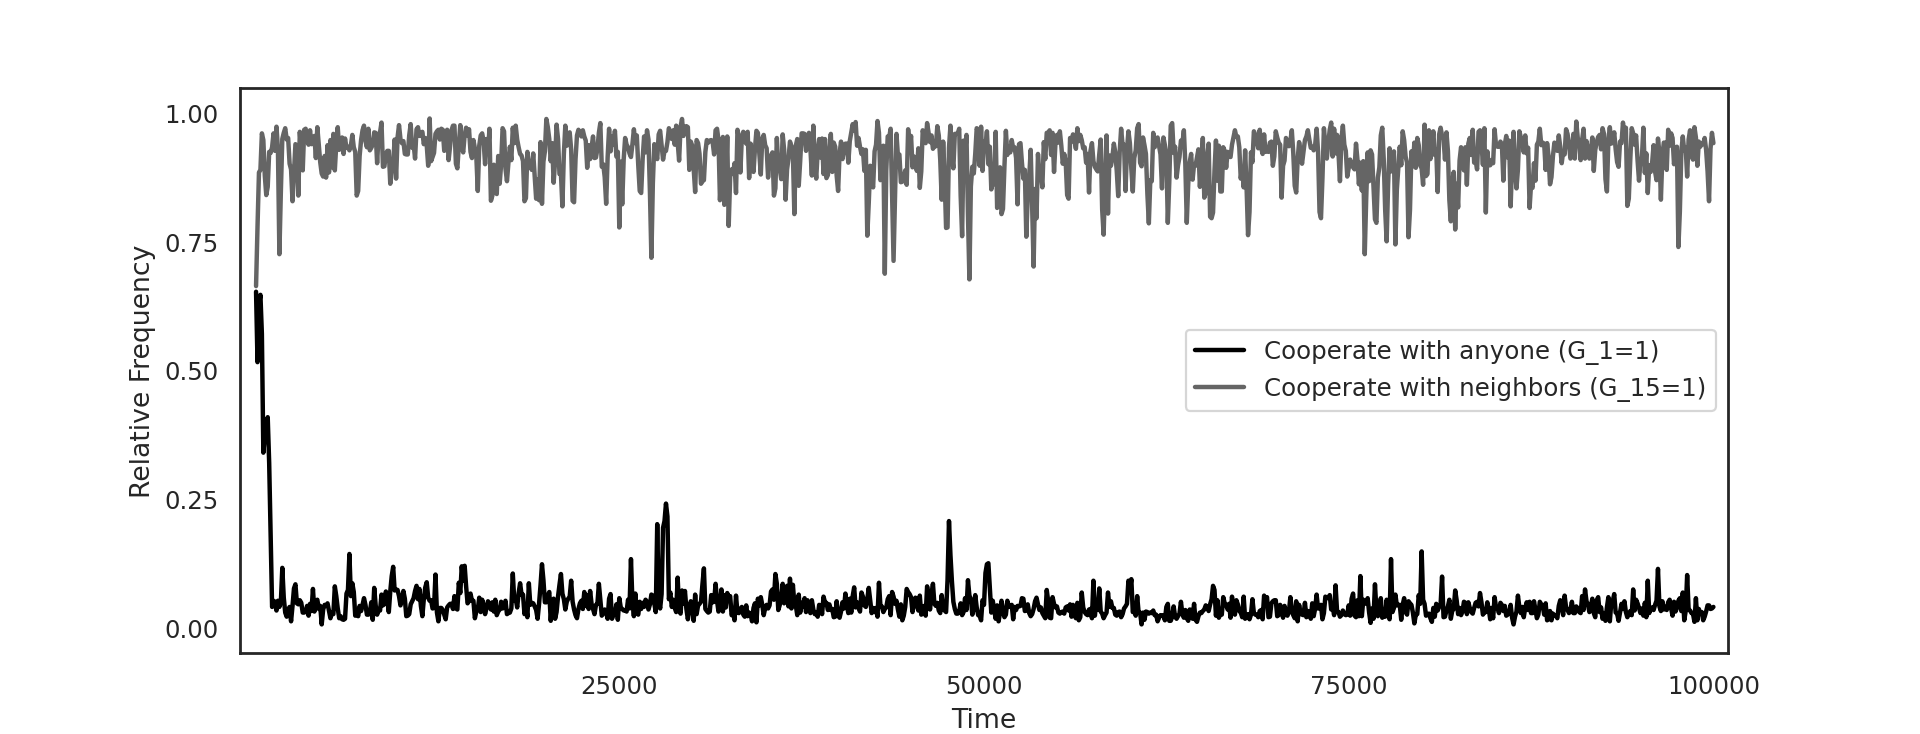 1.00
0.75
0.50
0.25
0.00
Relative Frequency
Cooperate with anyone (G_1=1)
Cooperate with neighbors (G_15=1)
25000
50000
75000
100000
Time